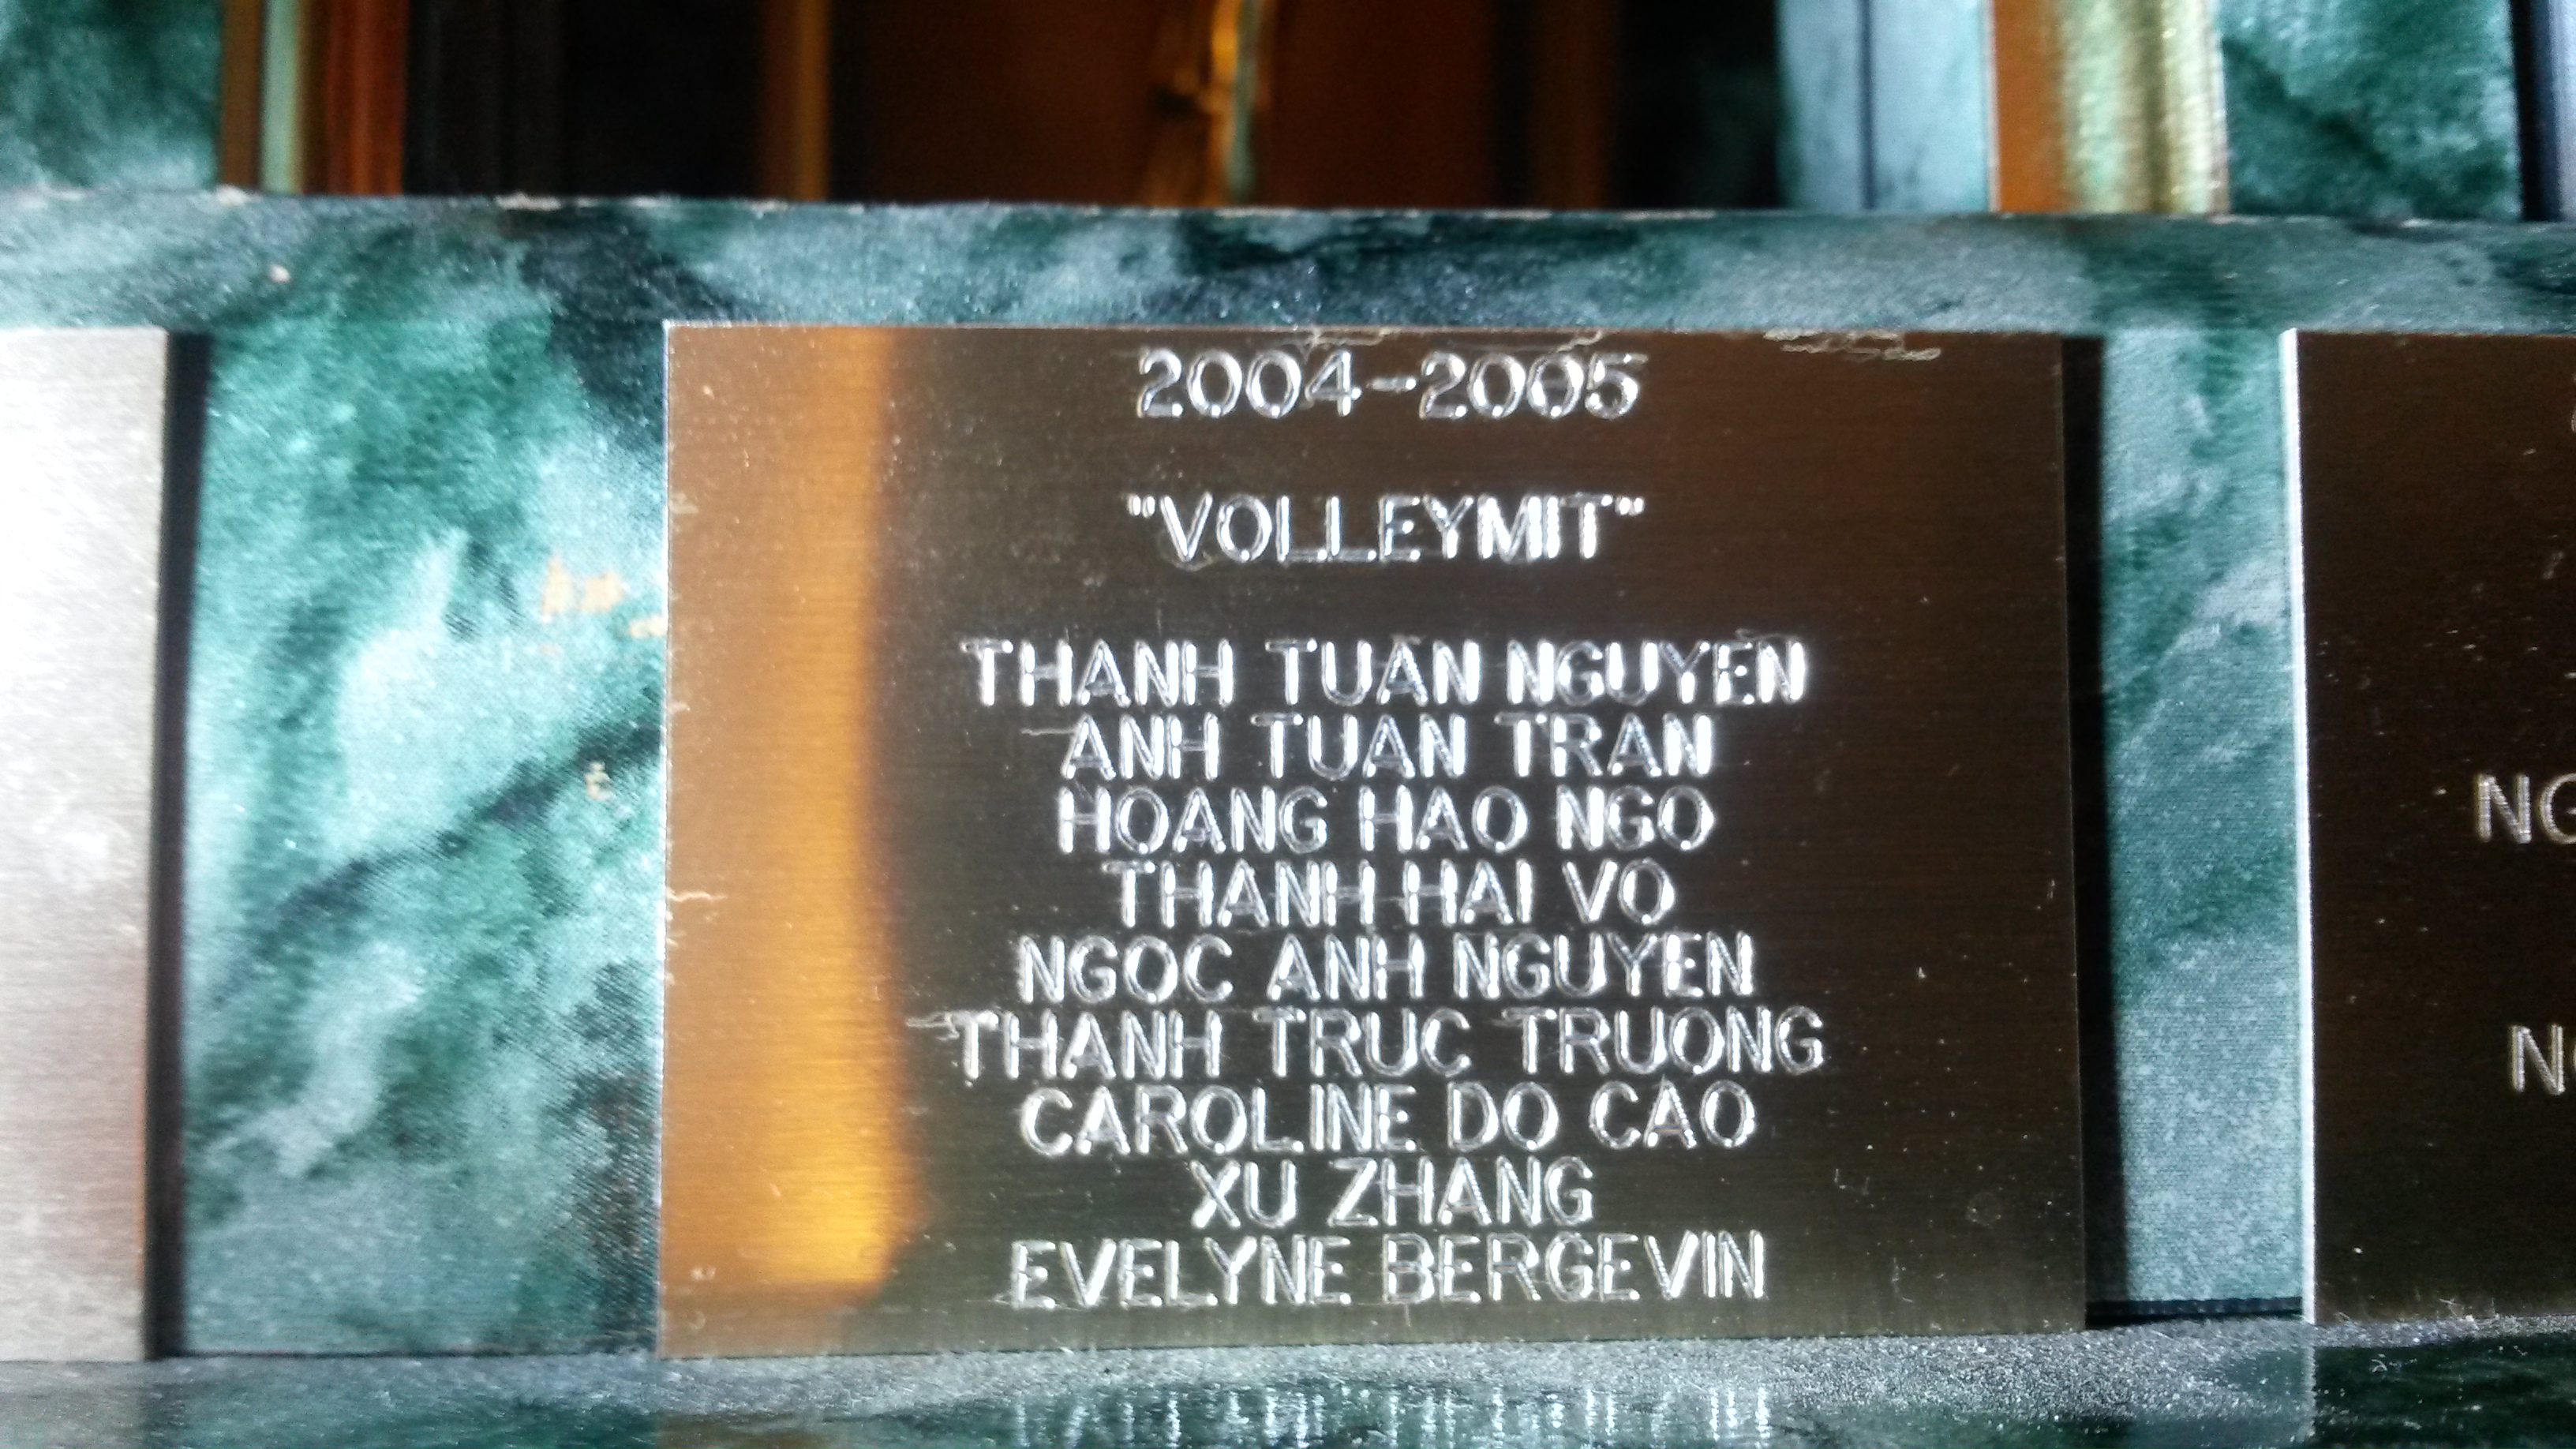 2004-2005
"VOLLEYMIT"
THANH TUAN NGUYEN
ANH TUAN TRAN
HOANG HAO NGO
THANH HAI VO
NGOC ANH NGUYEN
THANH TRUC TRUONG
CAROLINE DO CAO
XU ZHANG
EVELYNE BERGEVIN